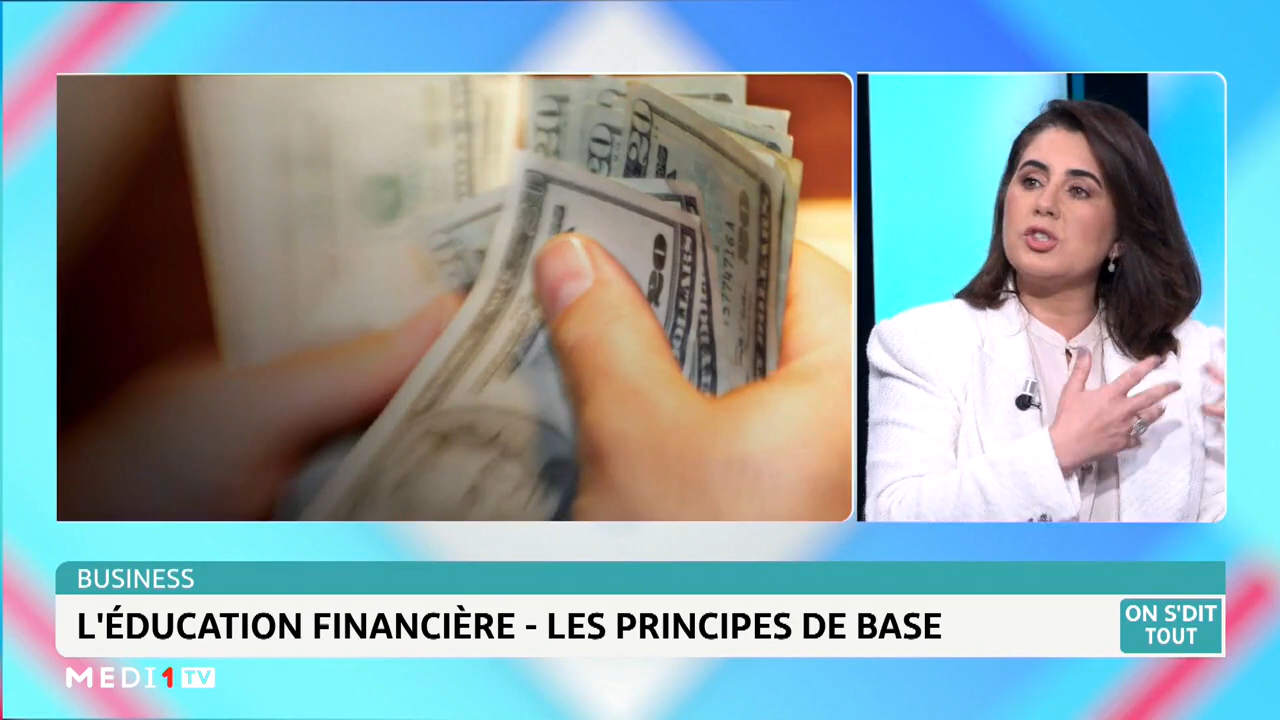 BUSINESS
L'ÉDUCATION FINANCIÈRE - LES PRINCIPES DE BASE
ON S'DIT
TOUT
MEDI1TV